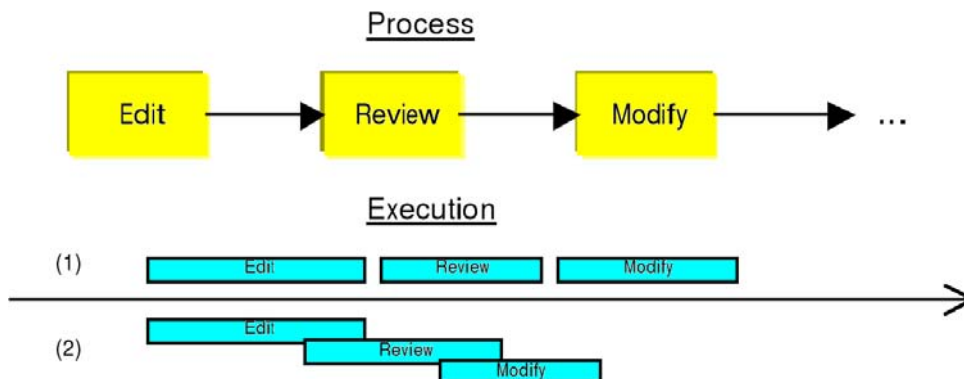 Process
Edit Review Modify ...
Execution
(1) Edit Review Modify
(2) Edit
Review
Modify